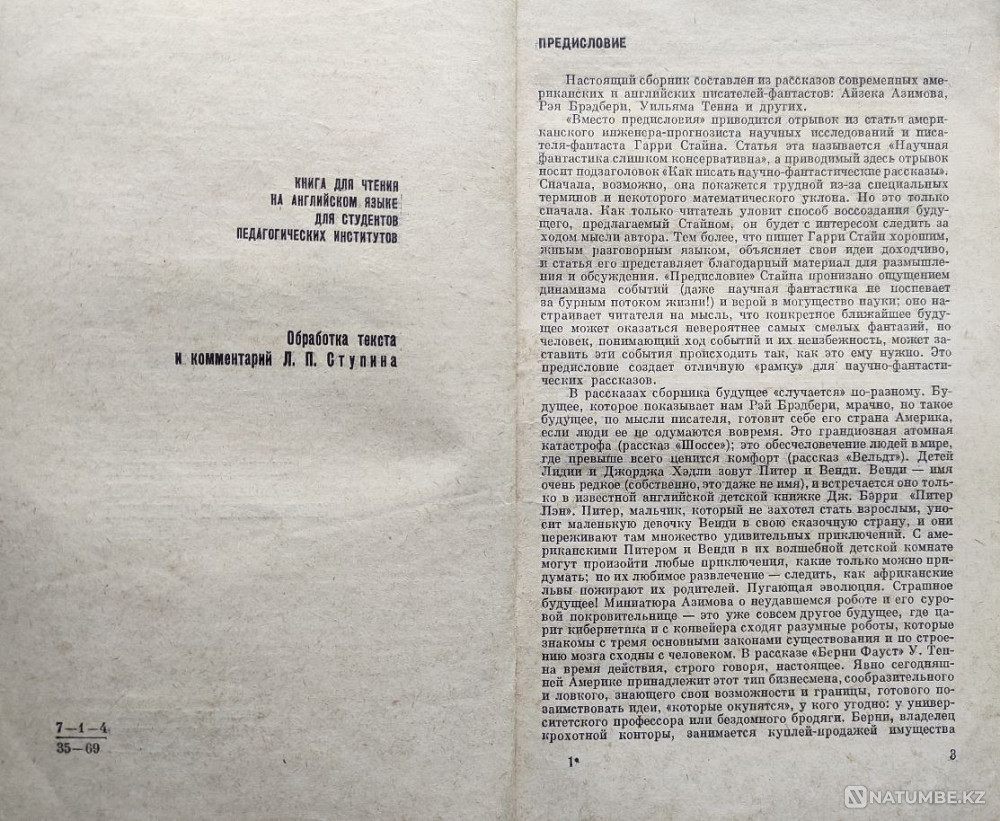 КНИГА ДЛЯ ЧТЕНИЯ
НА АНГЛИЙСКОМ ЯЗЫКЕ
ДЛЯ СТУДЕНТОВ
ПЕДАГОГИЧЕСКИХ ИНСТИТУТОВ
Обработка текста
и комментарий Л. П. Ступина
7—1—4
35—69
ПРЕДИСЛОВИЕ
Настоящий сборник составлен из рассказов современных аме-
риканских и английских писателей-фантастов: Айзека Азимова,
Рэя Брэдбери, Уильяма Тенна и других.
«Вместо предисловия» приводится отрывок из статьи амери-
канского инженера-прогнозиста научных исследований и писа-
теля-фантаста Гарри Стайна. Статья эта называется «Научная
фантастика слишком консервативна», а приводимый здесь отрывок
носит подзаголовок «Как писать научно-фантастические рассказы».
Сначала, возможно, она покажется трудной из-за специальных
терминов и некоторого математического уклона. Но это только
сначала. Как только читатель уловит способ воссоздания буду-
щего, предлагаемый Стайном, он будет с интересом следить за
ходом мысли автора. Тем более, что пишет Гарри Стайн хорошим,
живым разговорным языком, объясняет свои идеи доходчиво,
и статья его представляет благодарный материал для размышле-
ния и обсуждения. «Предисловие» Стайна пронизано ощущением
динамизма событий (даже научная фантастика не поспевает
за бурным потоком жизни!) и верой в могущество науки; оно на-
страивает читателя на мысль, что конкретное ближайшее буду-
щее может оказаться невероятнее самых смелых фантазий, но
человек, понимающий ход событий и их неизбежность, может за-
ставить эти события происходить так, как это ему нужно. Это
предисловие создает отличную «рамку» для научно-фантасти-
ческих рассказов.
В рассказах сборника будущее «случается» по-разному. Бу-
дущее, которое показывает нам Рэй Брэдбери, мрачно, но такое
будущее, по мысли писателя, готовит себе его страна Америка,
если люди ее не одумаются вовремя. Это грандиозная атомная
катастрофа (рассказ «Шоссе»); это обесчеловечение людей в мире,
где превыше всего ценится комфорт (рассказ «Вельдт»). Детей
Лидии и Джорджа Хэдли зовут Питер и Венди. Венди — имя
очень редкое (собственно, это даже не имя), и встречается оно толь-
ко в известной английской детской книжке Дж. Бэрри «Питер
Пэн». Питер, мальчик, который не захотел стать взрослым, уно-
сит маленькую девочку Венди в свою сказочную страну, и они
переживают там множество удивительных приключений. С аме-
риканскими Питером и Венди в их волшебной детской комнате
могут произойти любые приключения, какие только можно при-
думать; но их любимое развлечение — следить, как африканские
львы пожирают их родителей. Пугающая эволюция. Страшное
будущее! Миниатюра Азимова о неудавшемся роботе и его суро-
вой покровительнице — это уже совсем другое будущее, где ца-
рит кибернетика и с конвейера сходят разумные роботы, которые
знакомы с тремя основными законами существования и по строе-
нию мозга сходны с человеком. В рассказе «Берни Фауст» У. Тен-
на время действия, строго говоря, настоящее. Явно сегодняш-
ней Америке принадлежит этот тип бизнесмена, сообразительного
и ловкого, знающего свои возможности и границы, готового по-
заимствовать идеи, «которые окупятся», у кого угодно: у универ-
ситетского профессора или бездомного бродяги. Берни, владелец
крохотной конторы, занимается куплей-продажей имущества
1*
3
NATUMBE.KZ